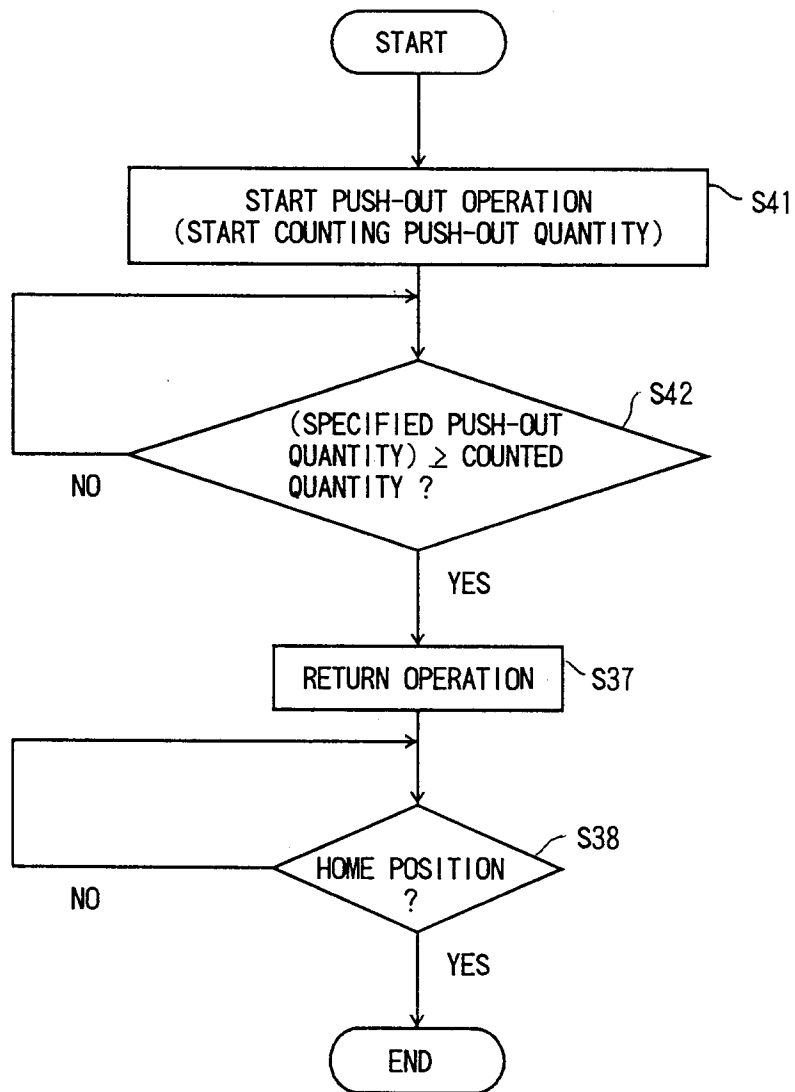 START
START PUSH-OUT OPERATION
(START COUNTING PUSH-OUT QUANTITY)
S41
S42
(SPECIFIED PUSH-OUT
QUANTITY) ≥ COUNTED
QUANTITY ?
NO
YES
RETURN OPERATION
S37
S38
HOME POSITION
?
NO
YES
END